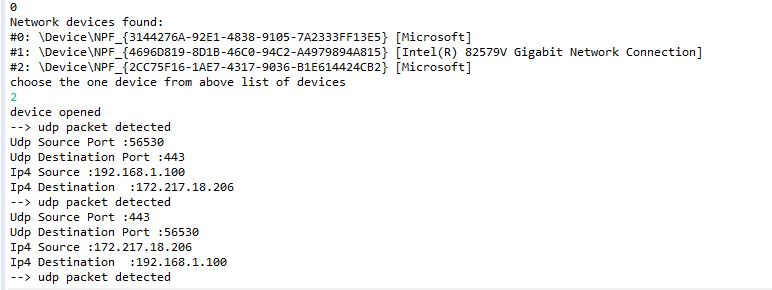 0
Network devices found:
#0: \Device\NPF_{3144276A-92E1-4838-9105-7A2333FF13E5} [Microsoft]
#1: \Device\NPF_{4696D819-8D1B-46C0-94C2-A4979894A815} [Intel(R) 82579V Gigabit Network Connection]
#2: \Device\NPF_{2CC75F16-1AE7-4317-9036-B1E614424CB2} [Microsoft]
choose the one device from above list of devices
2
device opened
--> udp packet detected
Udp Source Port :56530
Udp Destination Port :443
Ip4 Source :192.168.1.100
Ip4 Destination  :172.217.18.206
--> udp packet detected
Udp Source Port :443
Udp Destination Port :56530
Ip4 Source :172.217.18.206
Ip4 Destination  :192.168.1.100
--> udp packet detected